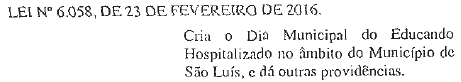 LEI Nº 6.058, DE 23 DE FEVEREIRO DE 2016.
Cria o Dia Municipal do Educando
Hospitalizado no âmbito do Município de
São Luís, e dá outras providências.